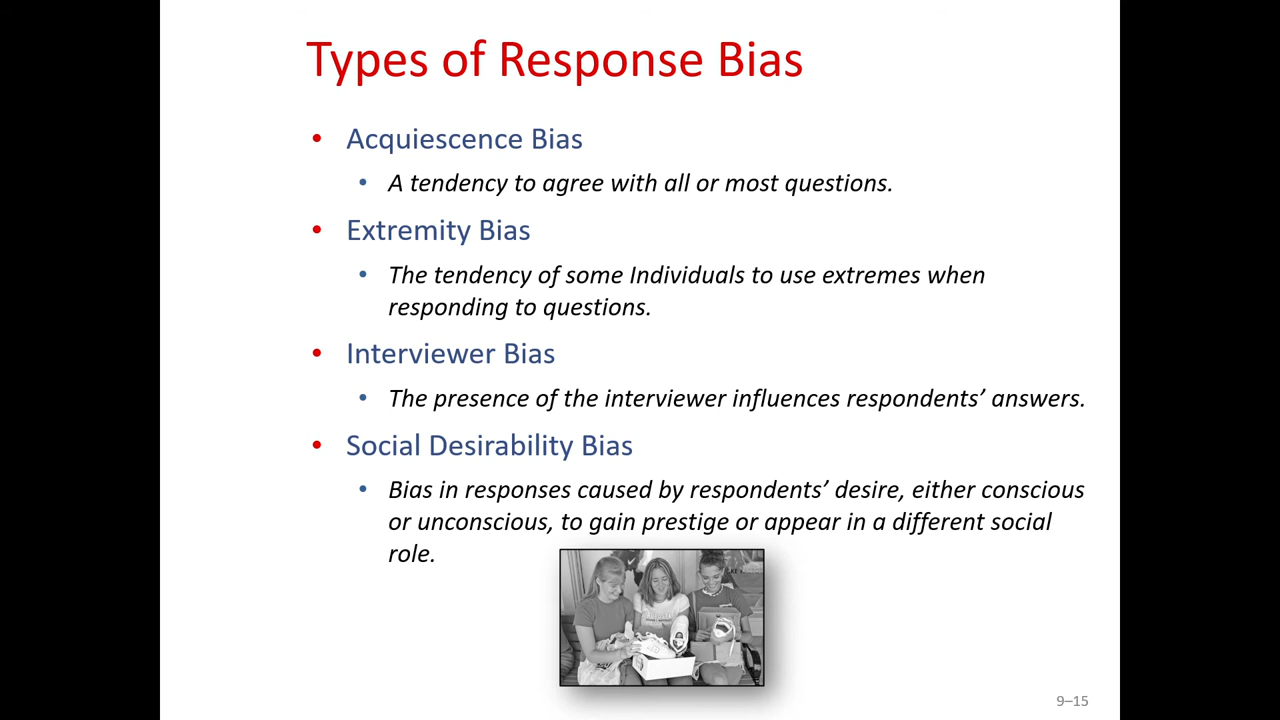 Types of Response Bias
• Acquiescence Bias
• A tendency to agree with all or most questions.
• Extremity Bias
• The tendency of some Individuals to use extremes when
responding to questions.
• Interviewer Bias
• The presence of the interviewer influences respondents’ answers.
• Social Desirability Bias
• Bias in responses caused by respondents’ desire, either conscious
or unconscious, to gain prestige or appear in a different social
role.
9–15